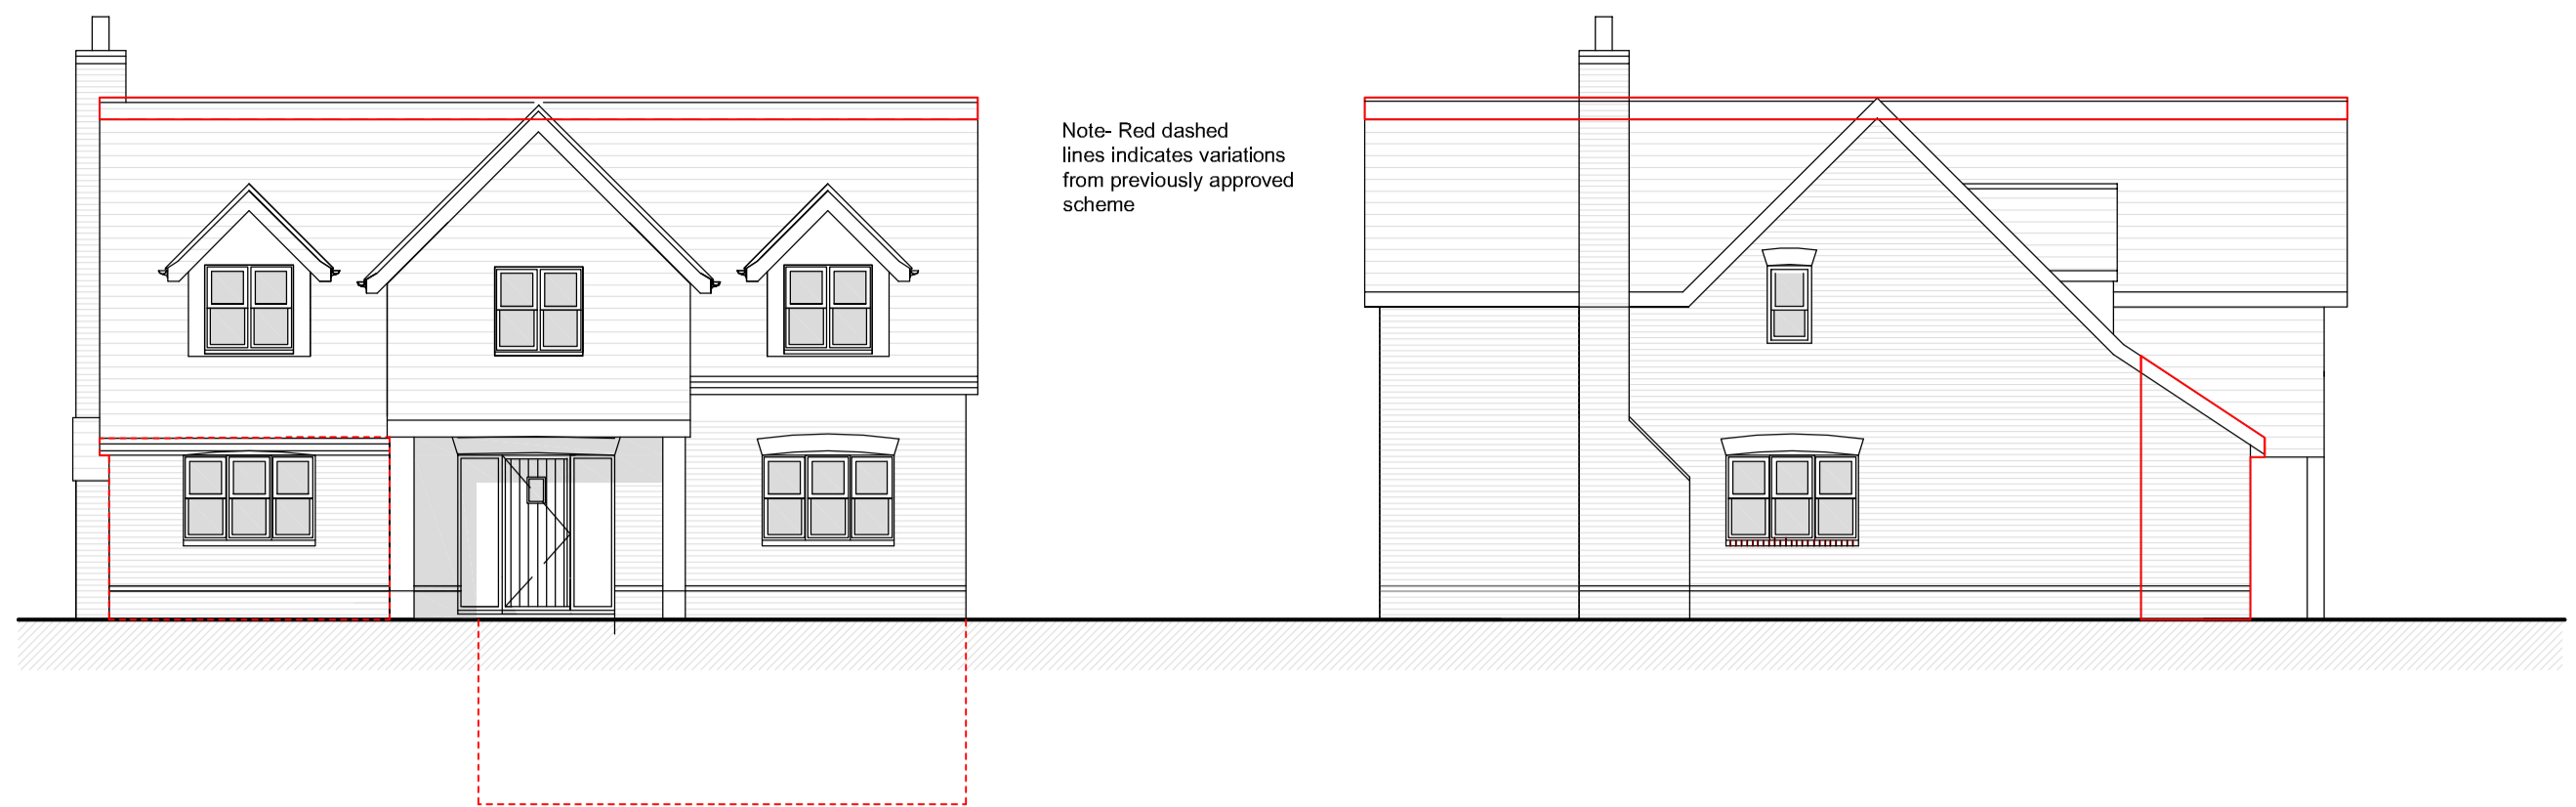 Note- Red dashed
lines indicates variations
from previously approved
scheme